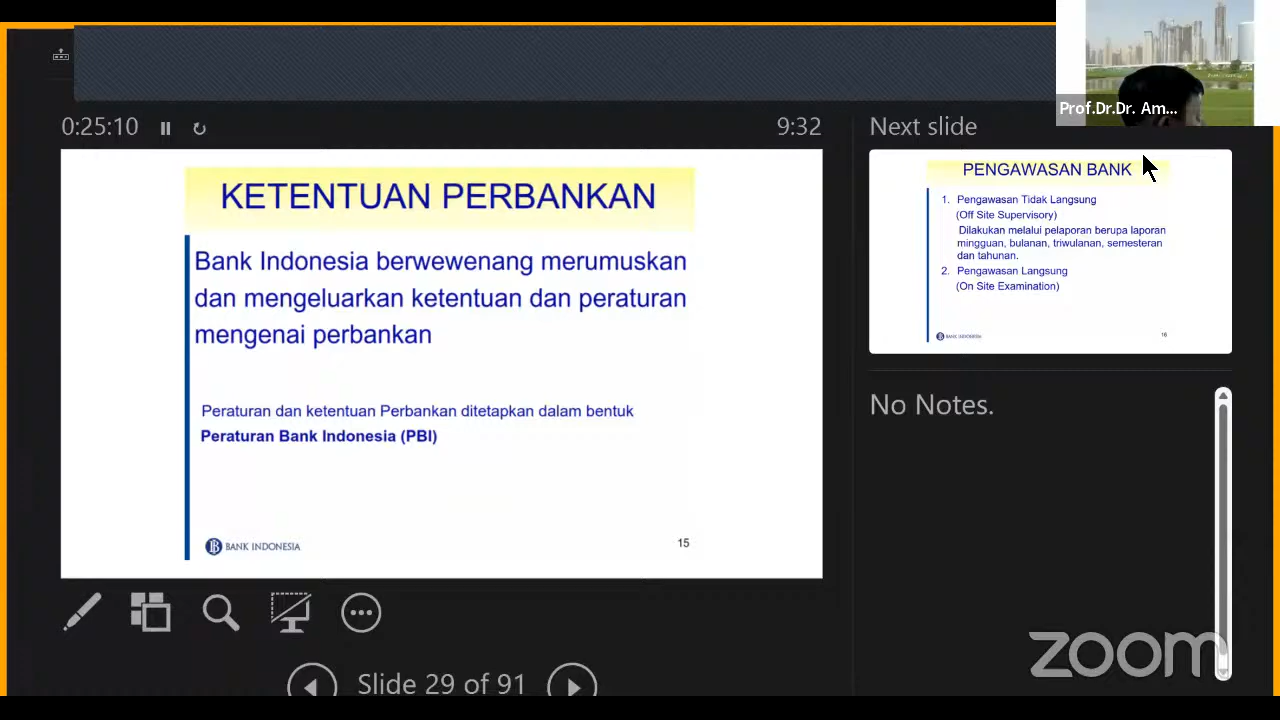 Prof.Dr.Dr. Am...
0:25:10
9:32
Next slide
KETENTUAN PERBANKAN
Bank Indonesia berwewenang merumuskan
dan mengeluarkan ketentuan dan peraturan
mengenai perbankan
Peraturan dan ketentuan Perbankan ditetapkan dalam bentuk
Peraturan Bank Indonesia (PBI)
BANK INDONESIA
15
PENGAWASAN BANK
1. Pengawasan Tidak Langsung
(Off Site Supervisory)
Dilakukan melalui pelaporan berupa laporan
mingguan, bulanan, triwulanan, semesteran
dan tahunan.
2. Pengawasan Langsung
(On Site Examination)
BANK INDONESIA
16
No Notes.
Slide 29 of 91
zoom